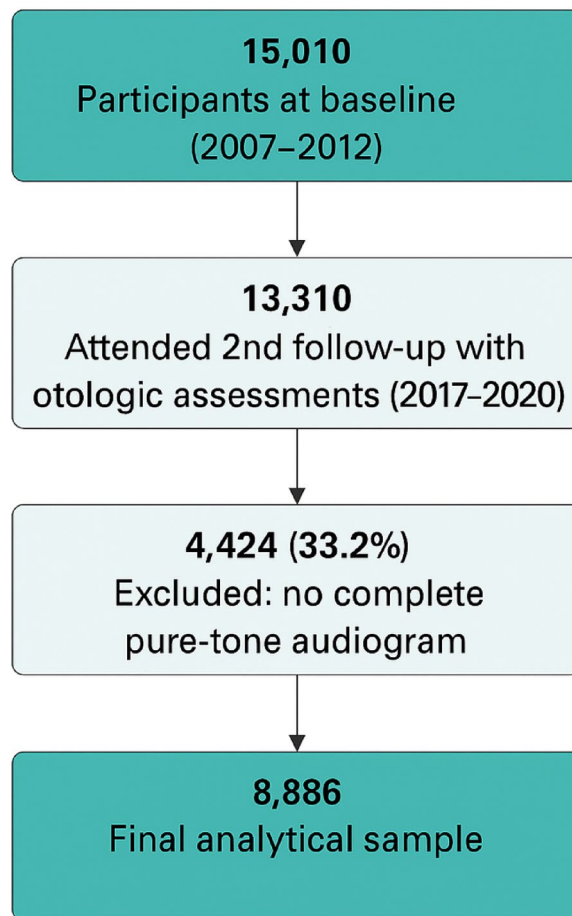 15,010
Participants at baseline
(2007–2012)
13,310
Attended 2nd follow-up with
otologic assessments (2017–2020)
4,424 (33.2%)
Excluded: no complete
pure-tone audiogram
8,886
Final analytical sample